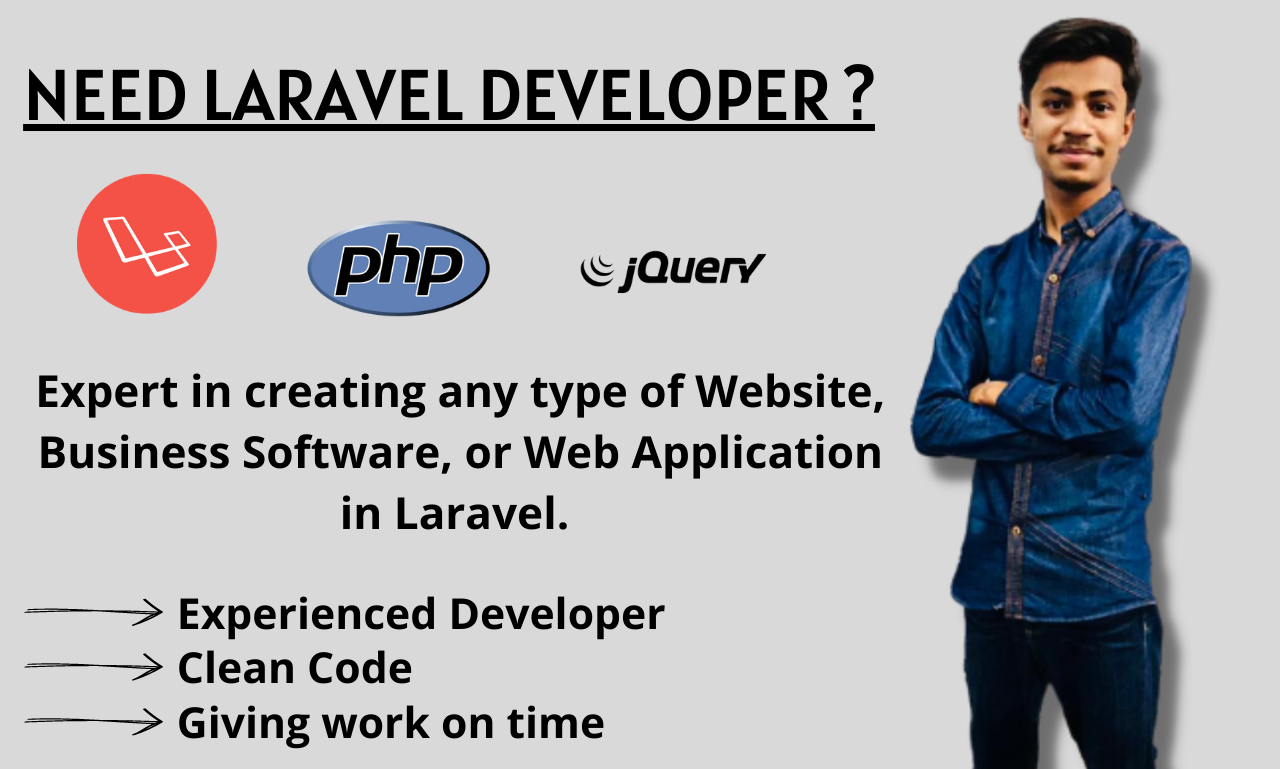 NEED LARAVEL DEVELOPER ?
php
jQuery
Expert in creating any type of Website,
Business Software, or Web Application
in Laravel.
Experienced Developer
Clean Code
Giving work on time